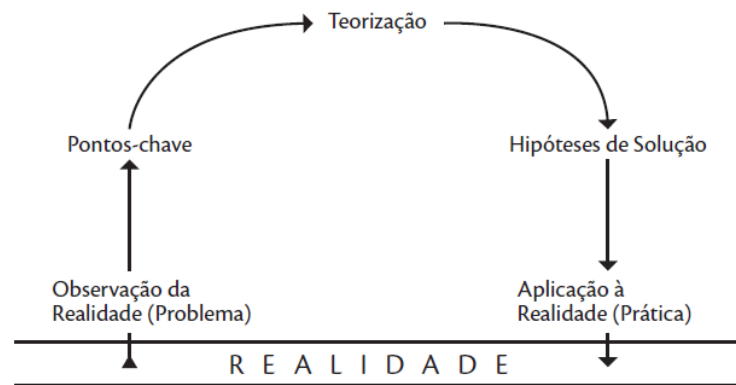 Teorização
Pontos-chave
Hipóteses de Solução
Observação da
Realidade (Problema)
Aplicação à
Realidade (Prática)
R E A L I D A D E